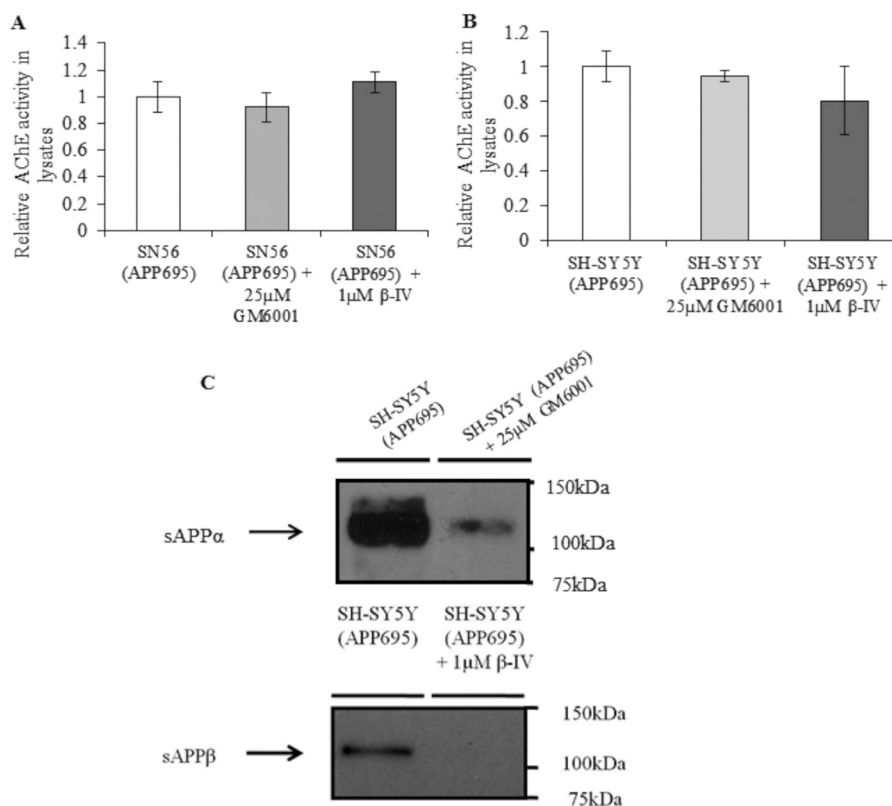 A
Relative AChE activity in
lysates
1.4
1.2
1
0.8
0.6
0.4
0.2
0
SN56
(APP695)
SN56
(APP695) +
25µM
GM6001
SN56
(APP695) +
1µM β-IV
B
Relative AChE activity in
lysates
1.2
1
0.8
0.6
0.4
0.2
0
SH-SY5Y
(APP695)
SH-SY5Y
(APP695) +
25µM GM6001
SH-SY5Y
(APP695) +
1µM β-IV
C
SH-SY5Y
(APP695)
SH-SY5Y (APP695)
+ 25µM GM6001
sAPPα
150kDa
100kDa
75kDa
SH-SY5Y
(APP695)
SH-SY5Y
(APP695)
+ 1µM β-IV
sAPPβ
150kDa
100kDa
75kDa